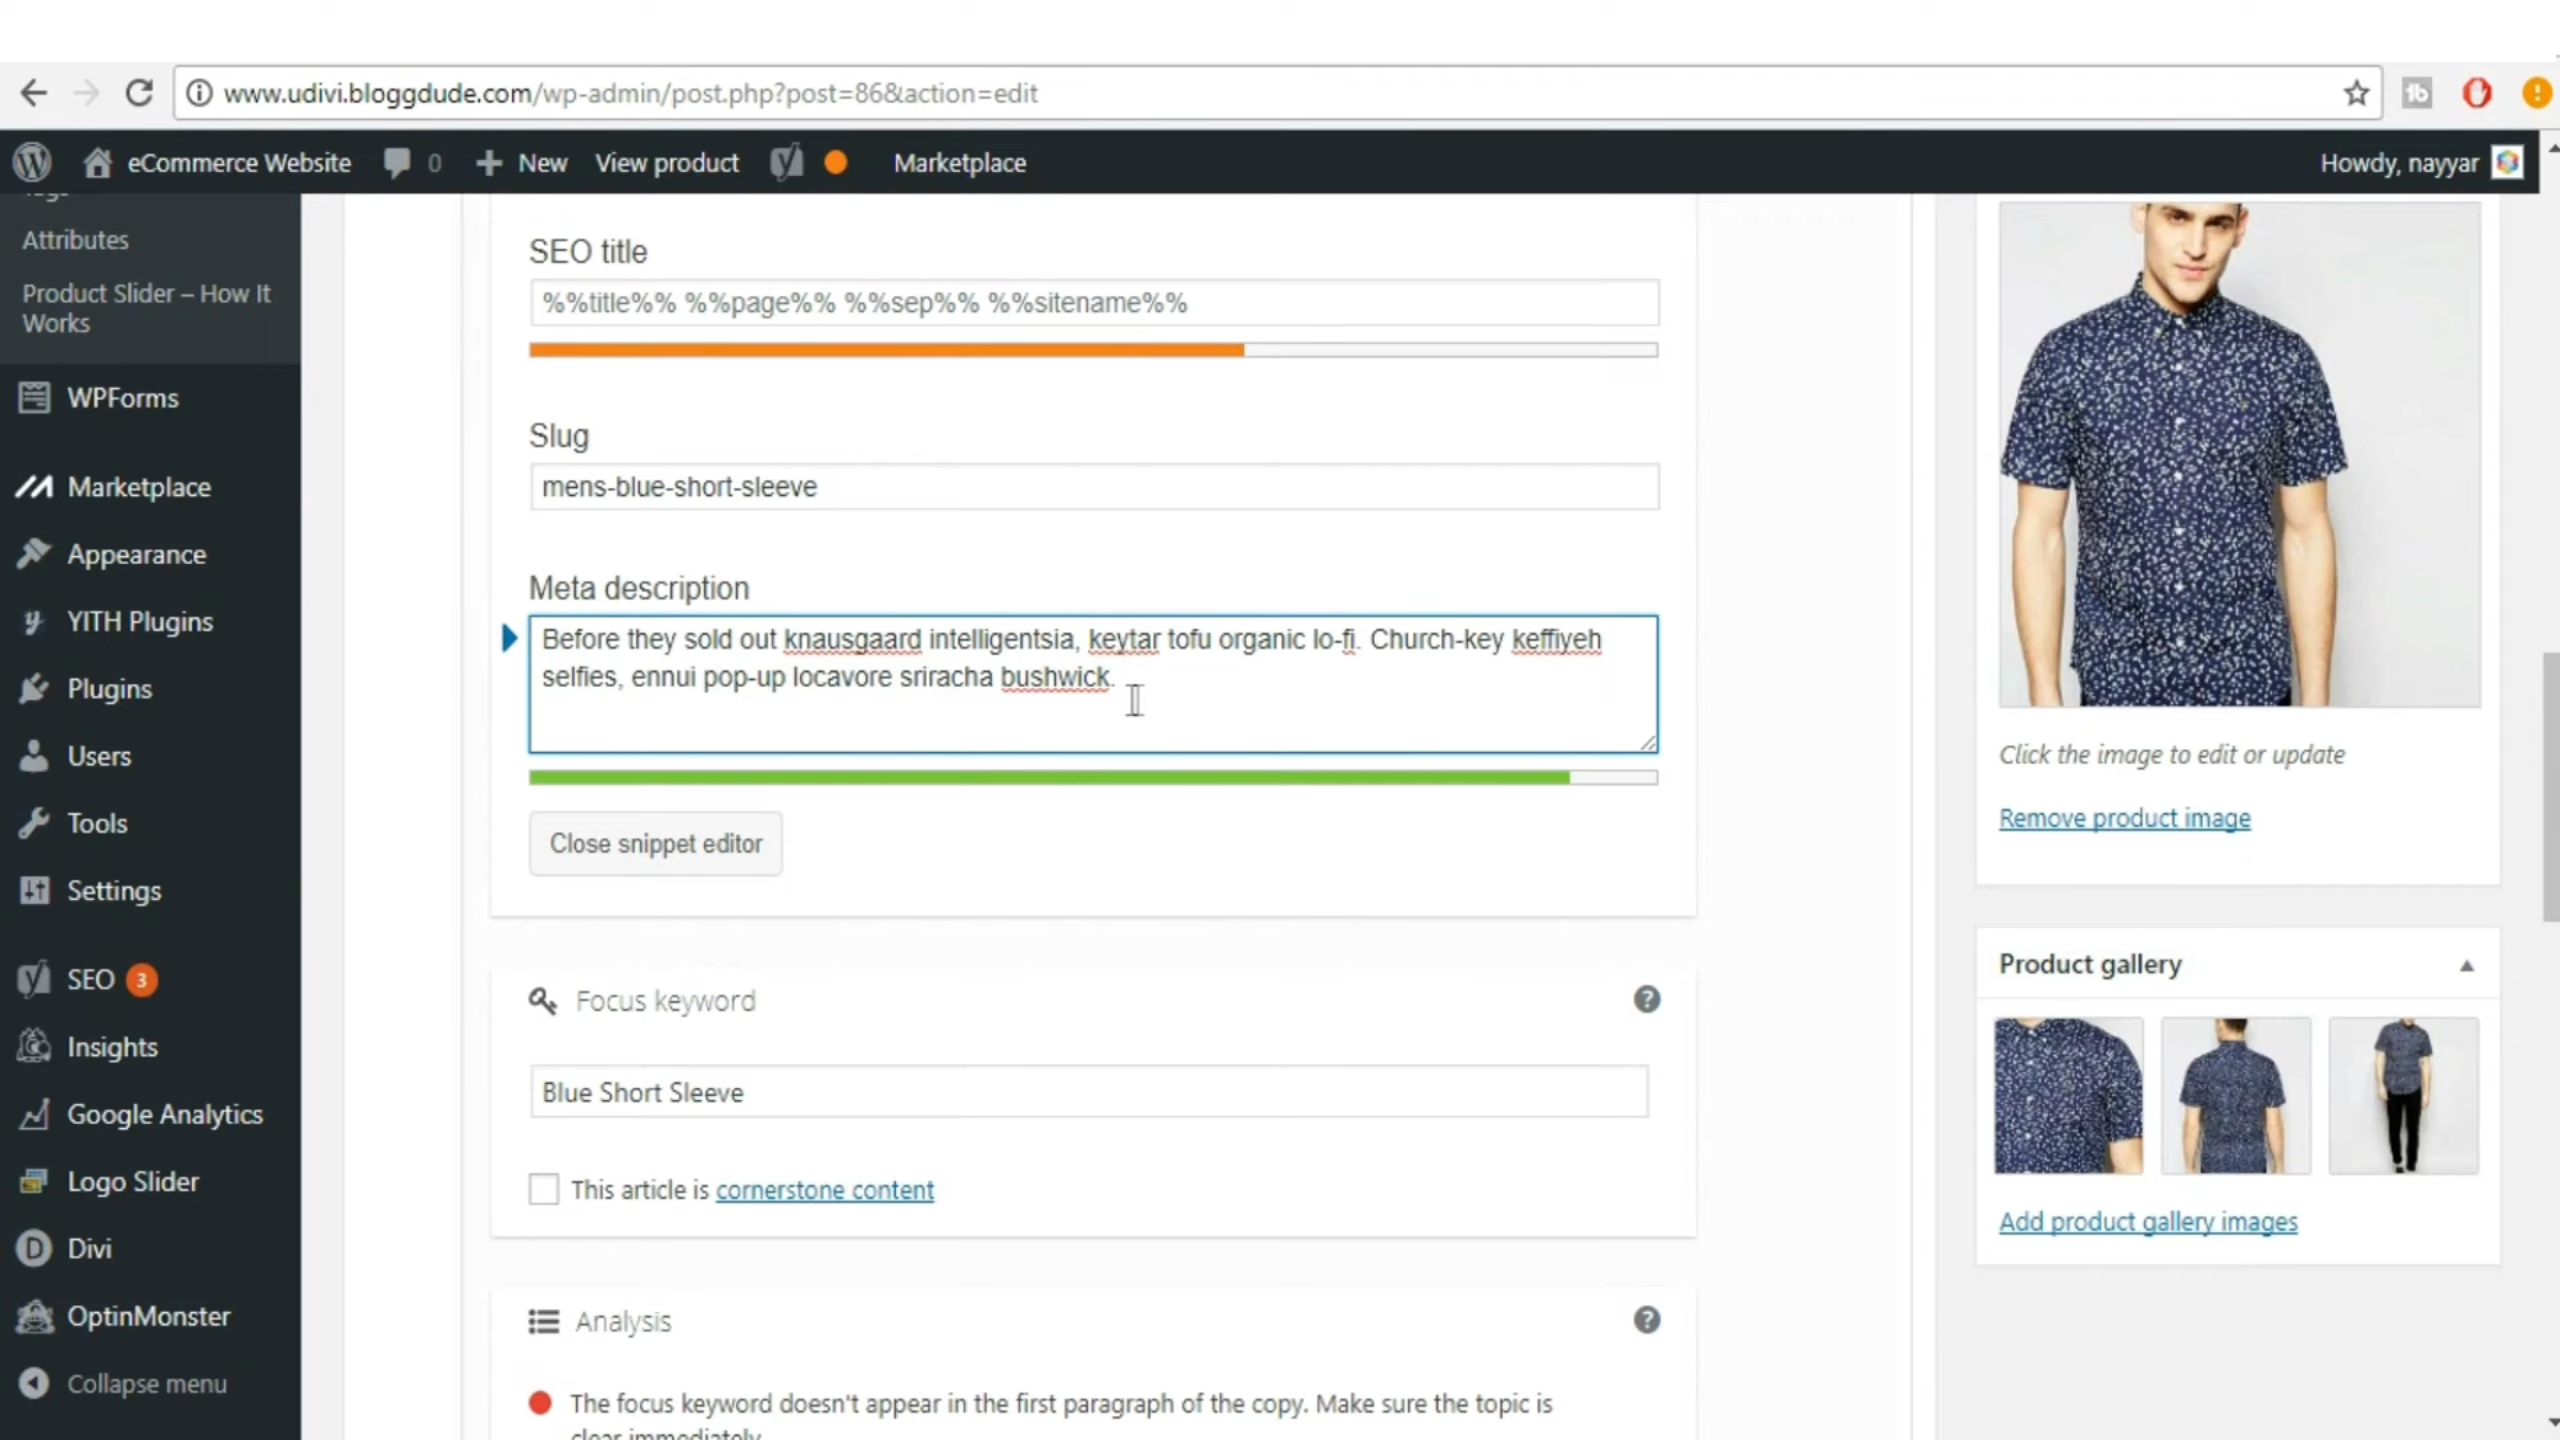 www.udivi.bloggdude.com/wp-admin/post.php?post=86&action=edit
eCommerce Website 0 New View product Marketplace Howdy, nayyar
Attributes
Product Slider – How It
Works
WPForms
Marketplace
Appearance
YITH Plugins
Plugins
Users
Tools
Settings
SEO 3
Insights
Google Analytics
Logo Slider
Divi
OptinMonster
Collapse menu
SEO title
%%title%% %%page%% %%sep%% %%sitename%%
Slug
mens-blue-short-sleeve
Meta description
Before they sold out knausgaard intelligentsia, keytar tofu organic lo-fi. Church-key keffiyeh
selfies, ennui pop-up locavore sriracha bushwick.
Close snippet editor
Focus keyword
Blue Short Sleeve
This article is cornerstone content
Analysis
The focus keyword doesn't appear in the first paragraph of the copy. Make sure the topic is
clear immediately.
Click the image to edit or update
Remove product image
Product gallery
Add product gallery images